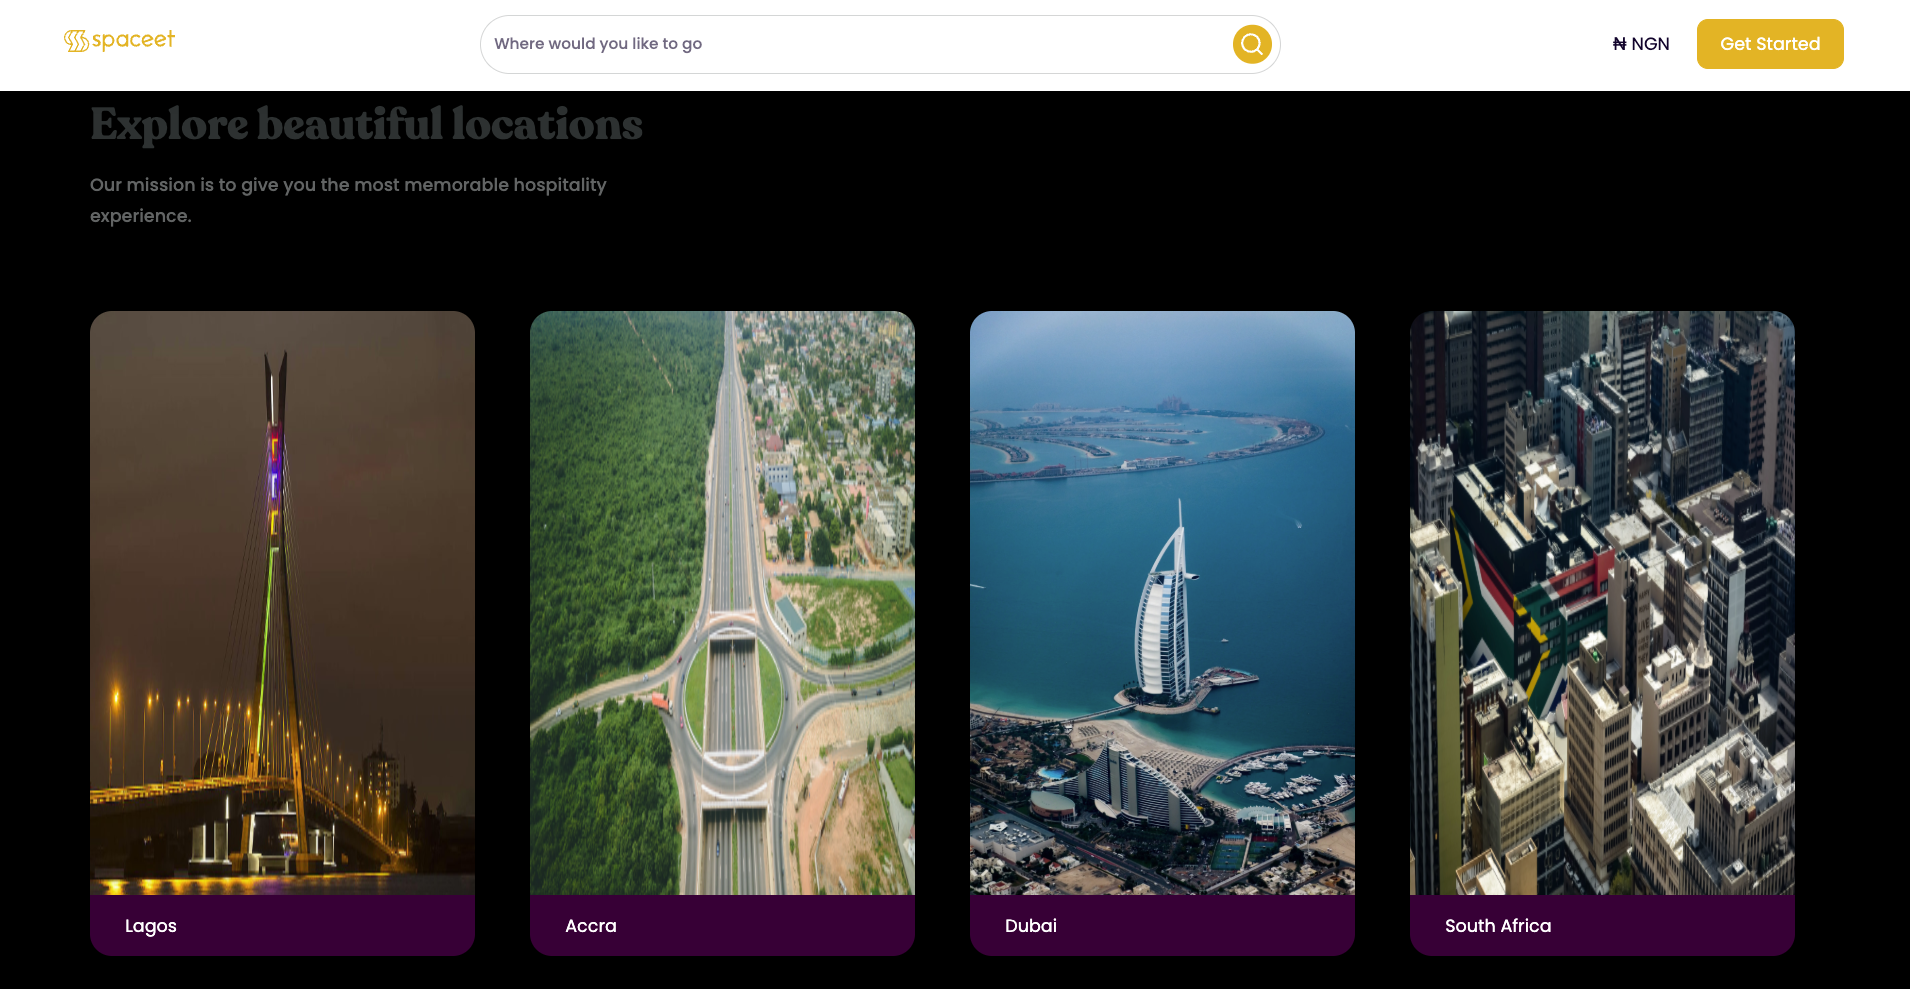 spaceet
Where would you like to go
₦ NGN
Get Started
Explore beautiful locations
Our mission is to give you the most memorable hospitality
experience.
Lagos
Accra
Dubai
South Africa